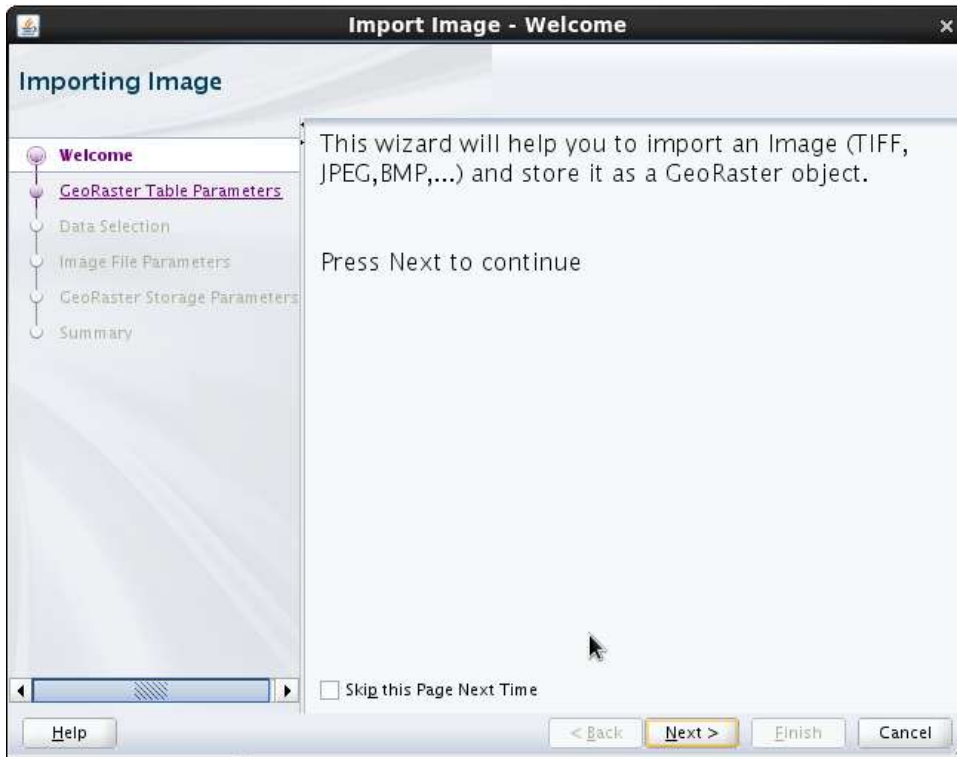 Import Image - Welcome
Importing Image
Welcome
GeoRaster Table Parameters
Data Selection
Image File Parameters
GeoRaster Storage Parameters
Summary
This wizard will help you to import an Image (TIFF,
JPEG,BMP,...) and store it as a GeoRaster object.
Press Next to continue
Skip this Page Next Time
Help
< Back
Next >
Finish
Cancel